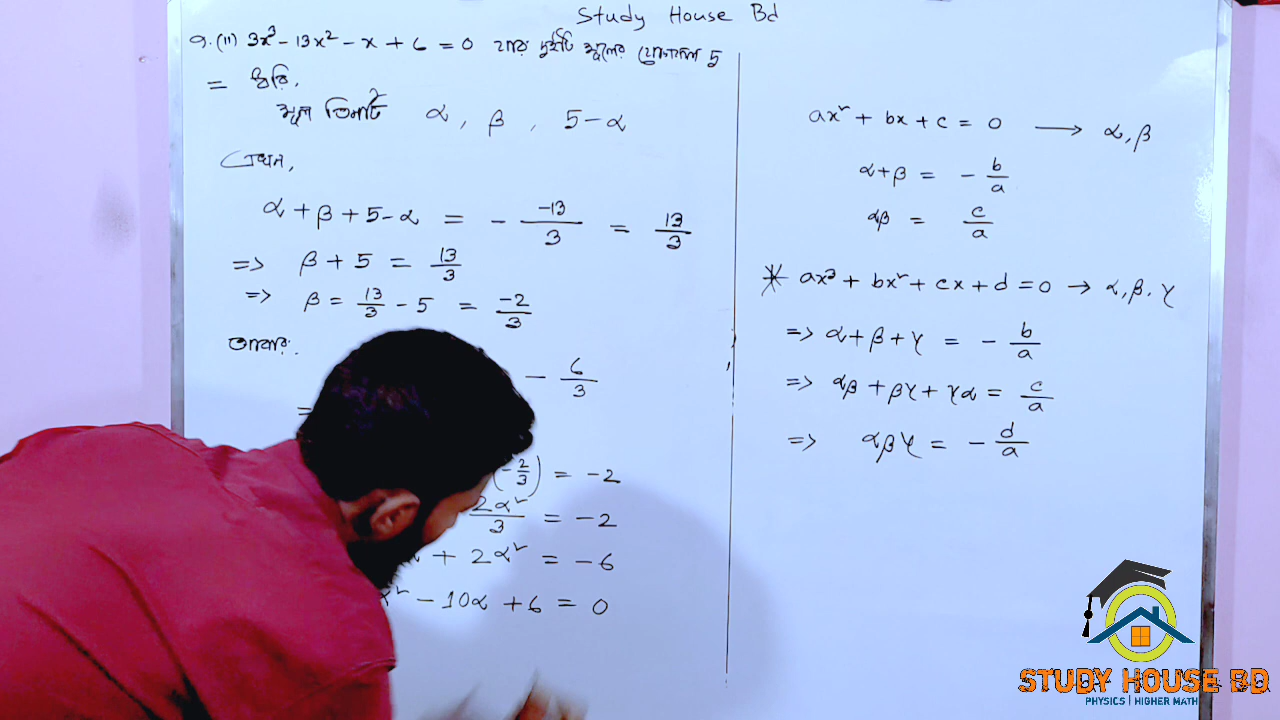 Study House Bd
৭. (ii) 3x³ - 13x² - x + 6 = 0 যার দুইটি মূলের যোগফল 5
= ধরি,
মূল তিনটি α, β, 5-α
এখন,
α + β + 5 - α = - -13/3 = 13/3
=> β + 5 = 13/3
=> β = 13/3 - 5 = -2/3
আবার,
- 6/3
=
(-2/3) = -2
2α²/3 = -2
+ 2α² = -6
α² - 10α + 6 = 0
ax² + bx + c = 0 → α, β
α+β = - b/a
αβ = c/a
* ax³ + bx² + cx + d = 0 → α, β, γ
=> α + β + γ = - b/a
=> αβ + βγ + γα = c/a
=> αβγ = - d/a
STUDY HOUSE BD
PHYSICS | HIGHER MATH